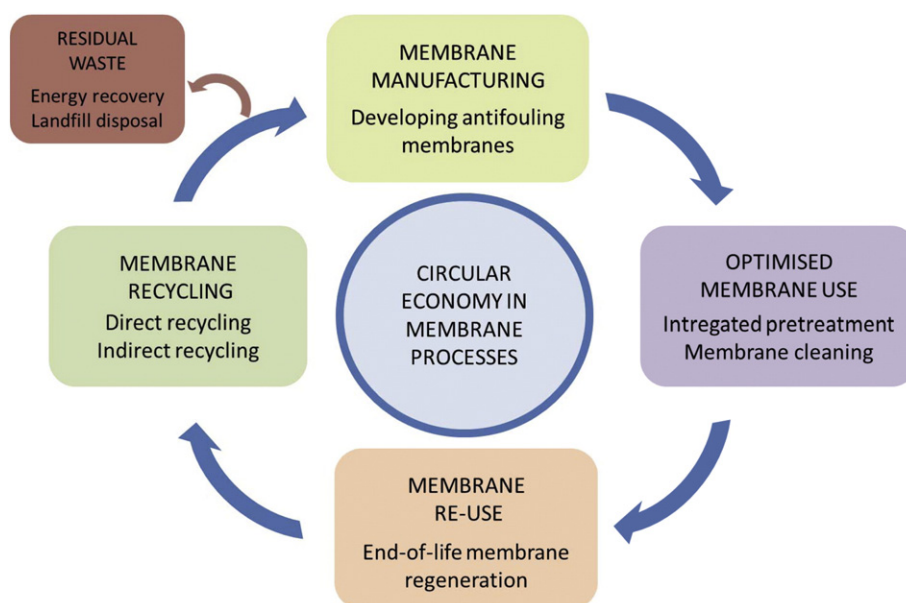 RESIDUAL
WASTE
Energy recovery
Landfill disposal
MEMBRANE
MANUFACTURING
Developing antifouling
membranes
OPTIMISED
MEMBRANE USE
Intregated pretreatment
Membrane cleaning
MEMBRANE
RE-USE
End-of-life membrane
regeneration
MEMBRANE
RECYCLING
Direct recycling
Indirect recycling
CIRCULAR
ECONOMY IN
MEMBRANE
PROCESSES